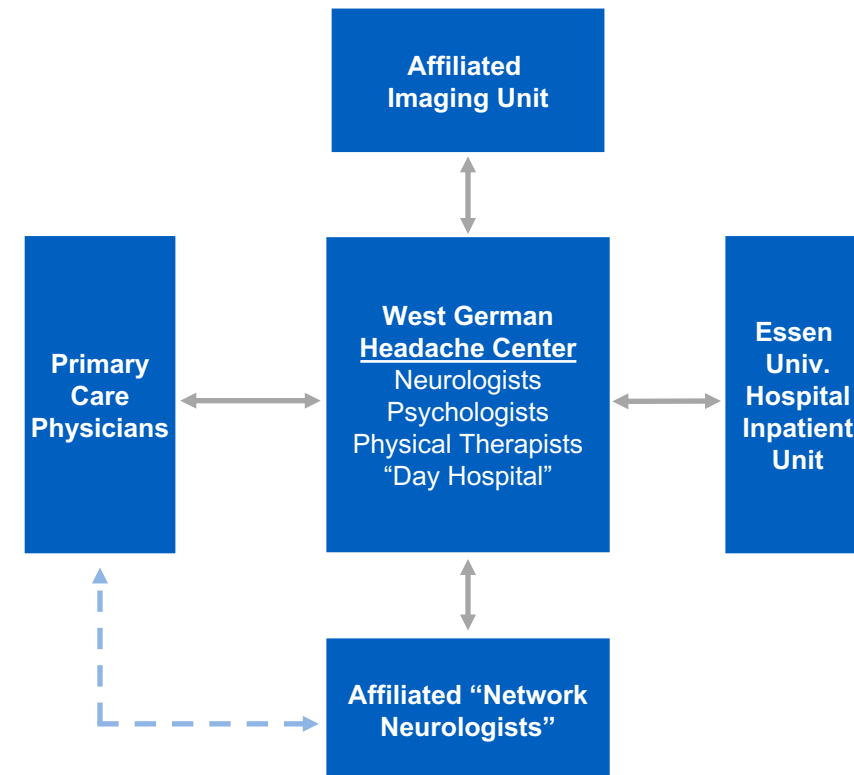 Affiliated
Imaging Unit
Primary
Care
Physicians
West German
Headache Center
Neurologists
Psychologists
Physical Therapists
“Day Hospital”
Essen
Univ.
Hospital
Inpatient
Unit
Affiliated “Network
Neurologists”